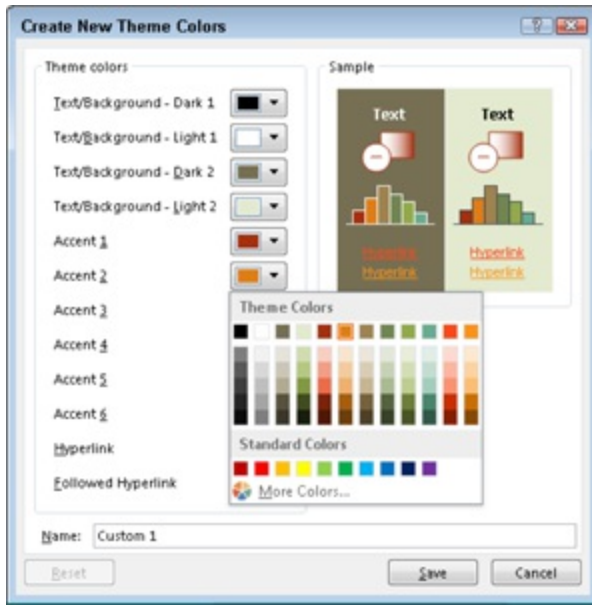 Create New Theme Colors
Theme colors
Text/Background - Dark 1
Text/Background - Light 1
Text/Background - Dark 2
Text/Background - Light 2
Accent 1
Accent 2
Accent 3
Accent 4
Accent 5
Accent 6
Hyperlink
Followed Hyperlink
Sample
Text Text
Hyperlink Hyperlink
Hyperlink Hyperlink
Theme Colors
Standard Colors
More Colors...
Name: Custom 1
Reset Save Cancel